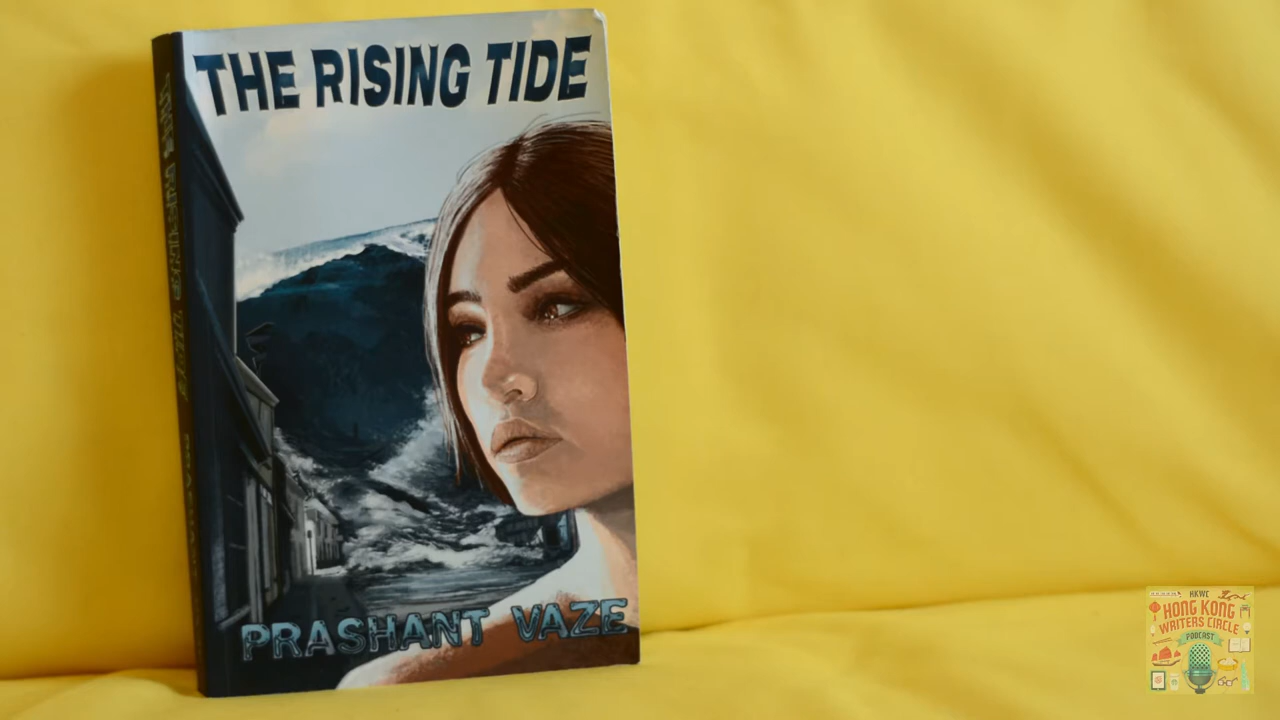 THE RISING TIDE
PRASHANT VAZE
HKWC
HONG KONG
WRITERS CIRCLE
PODCAST